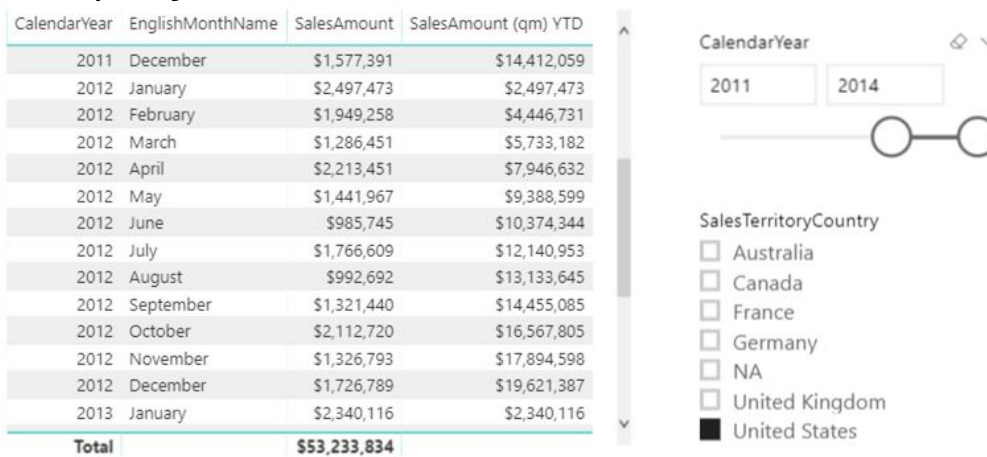 CalendarYear EnglishMonthName SalesAmount SalesAmount (qm) YTD
2011 December $1,577,391 $14,412,059
2012 January $2,497,473 $2,497,473
2012 February $1,949,258 $4,446,731
2012 March $1,286,451 $5,733,182
2012 April $2,213,451 $7,946,632
2012 May $1,441,967 $9,388,599
2012 June $985,745 $10,374,344
2012 July $1,766,609 $12,140,953
2012 August $992,692 $13,133,645
2012 September $1,321,440 $14,455,085
2012 October $2,112,720 $16,567,805
2012 November $1,326,793 $17,894,598
2012 December $1,726,789 $19,621,387
2013 January $2,340,116 $2,340,116
Total $53,233,834
CalendarYear
2011 2014
SalesTerritoryCountry
Australia
Canada
France
Germany
NA
United Kingdom
United States